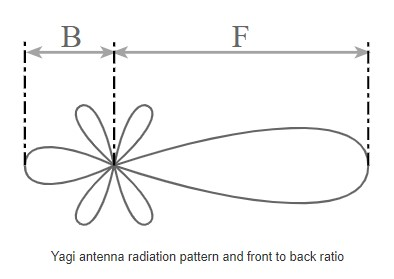 B F
Yagi antenna radiation pattern and front to back ratio